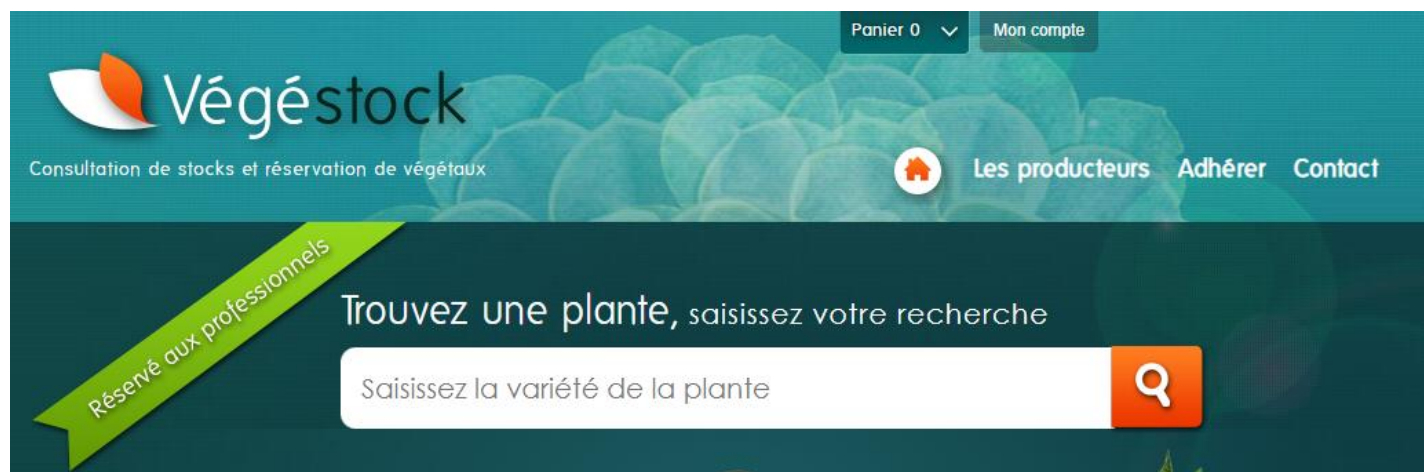 Panier 0
Mon compte
Végéstock
Consultation de stocks et réservation de végétaux
Les producteurs
Adhérer
Contact
Réservé aux professionnels
Trouvez une plante, saisissez votre recherche
Saisissez la variété de la plante